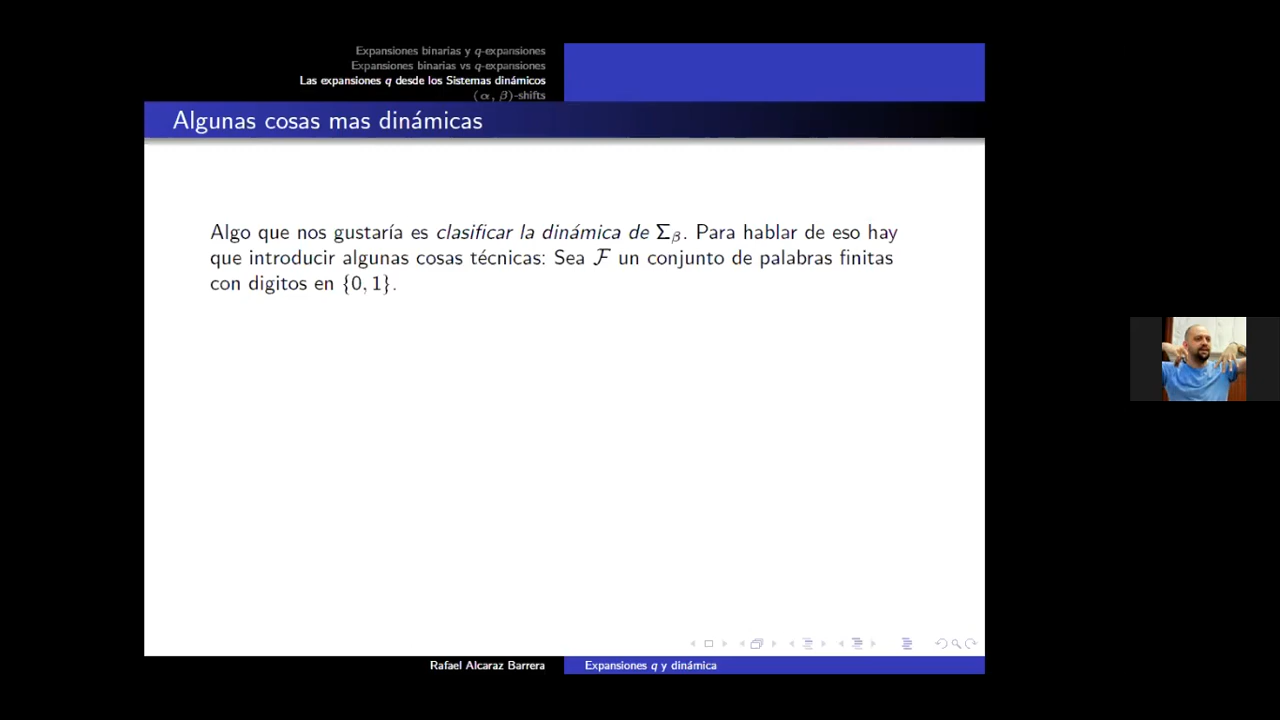 Expansiones binarias y q-expansiones
Expansiones binarias vs q-expansiones
Las expansiones q desde los Sistemas dinámicos
(α, β)-shifts
Algunas cosas mas dinámicas
Algo que nos gustaría es clasificar la dinámica de Σβ. Para hablar de eso hay
que introducir algunas cosas técnicas: Sea ℱ un conjunto de palabras finitas
con digitos en {0, 1}.
Rafael Alcaraz Barrera
Expansiones q y dinámica